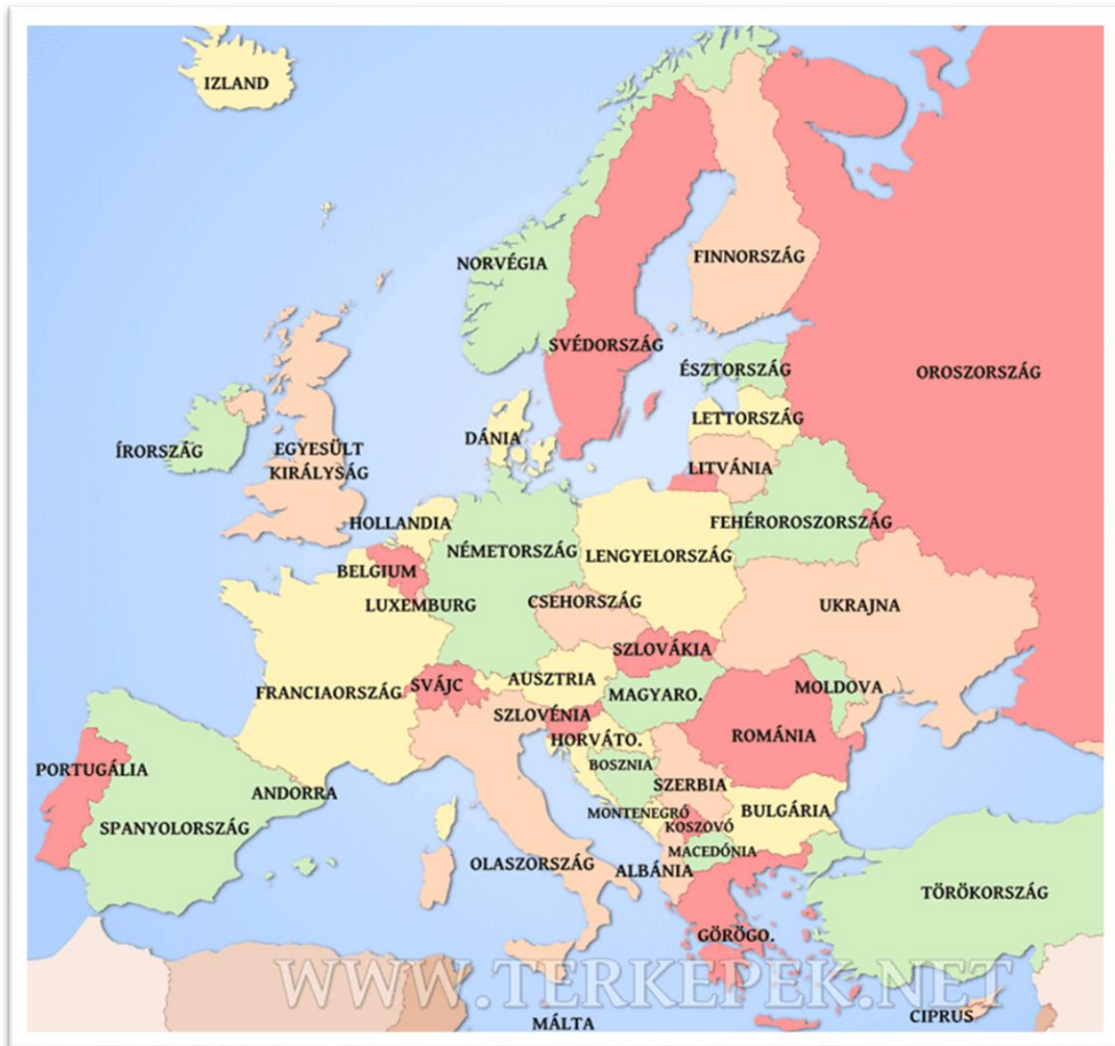 IZLAND
NORVÉGIA
FINNORSZÁG
SVÉDORSZÁG
ÉSZTORSZÁG
OROSZORSZÁG
LETTORSZÁG
DÁNIA
ÍRORSZÁG
EGYESÜLT
KIRÁLYSÁG
LITVÁNIA
HOLLANDIA
FEHÉROROSZORSZÁG
NÉMETORSZÁG
LENGYELORSZÁG
BELGIUM
LUXEMBURG
CSEHORSZÁG
UKRAJNA
SZLOVÁKIA
AUSZTRIA
SVÁJC
FRANCIAORSZÁG
MAGYARO.
MOLDOVA
SZLOVÉNIA
HORVÁTO.
ROMÁNIA
BOSZNIA
PORTUGÁLIA
SZERBIA
ANDORRA
MONTENEGRÓ
BULGÁRIA
SPANYOLORSZÁG
KOSZOVÓ
MACEDÓNIA
OLASZORSZÁG
ALBÁNIA
TÖRÖKORSZÁG
GÖRÖGO.
WWW.TERKEPEK.NET
CIPRUS
MÁLTA